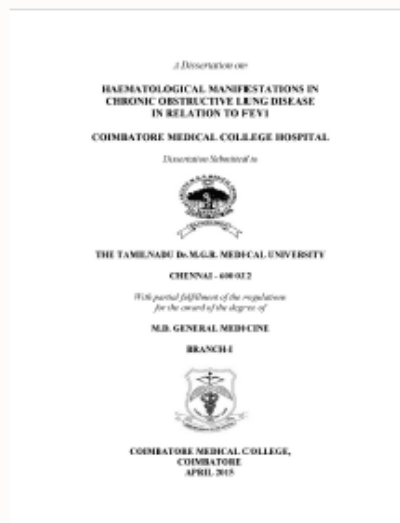 A Dissertation on
HAEMATOLOGICAL MANIFESTATIONS IN
CHRONIC OBSTRUCTIVE LUNG DISEASE
IN RELATION TO FEV1
COIMBATORE MEDICAL COLLEGE HOSPITAL
Dissertation Submitted to
THE TAMILNADU Dr.M.G.R. MEDICAL UNIVERSITY
CHENNAI - 600 032
With partial fulfillment of the regulations
for the award of the degree of
M.D. GENERAL MEDICINE
BRANCH-I
COIMBATORE MEDICAL COLLEGE,
COIMBATORE
APRIL 2015